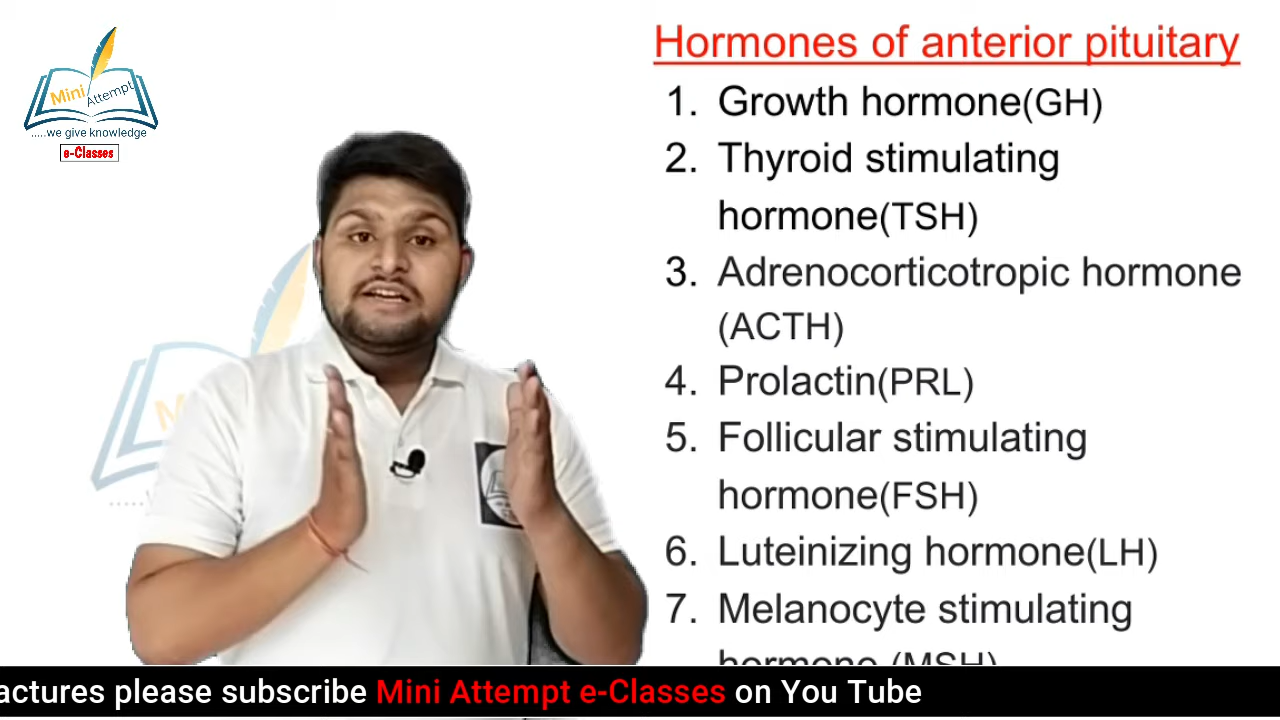 Mini Attempt
.....we give knowledge
e-Classes
Hormones of anterior pituitary
1. Growth hormone(GH)
2. Thyroid stimulating
hormone(TSH)
3. Adrenocorticotropic hormone
(ACTH)
4. Prolactin(PRL)
5. Follicular stimulating
hormone(FSH)
6. Luteinizing hormone(LH)
7. Melanocyte stimulating
hormone (MSH)
actures please subscribe Mini Attempt e-Classes on You Tube